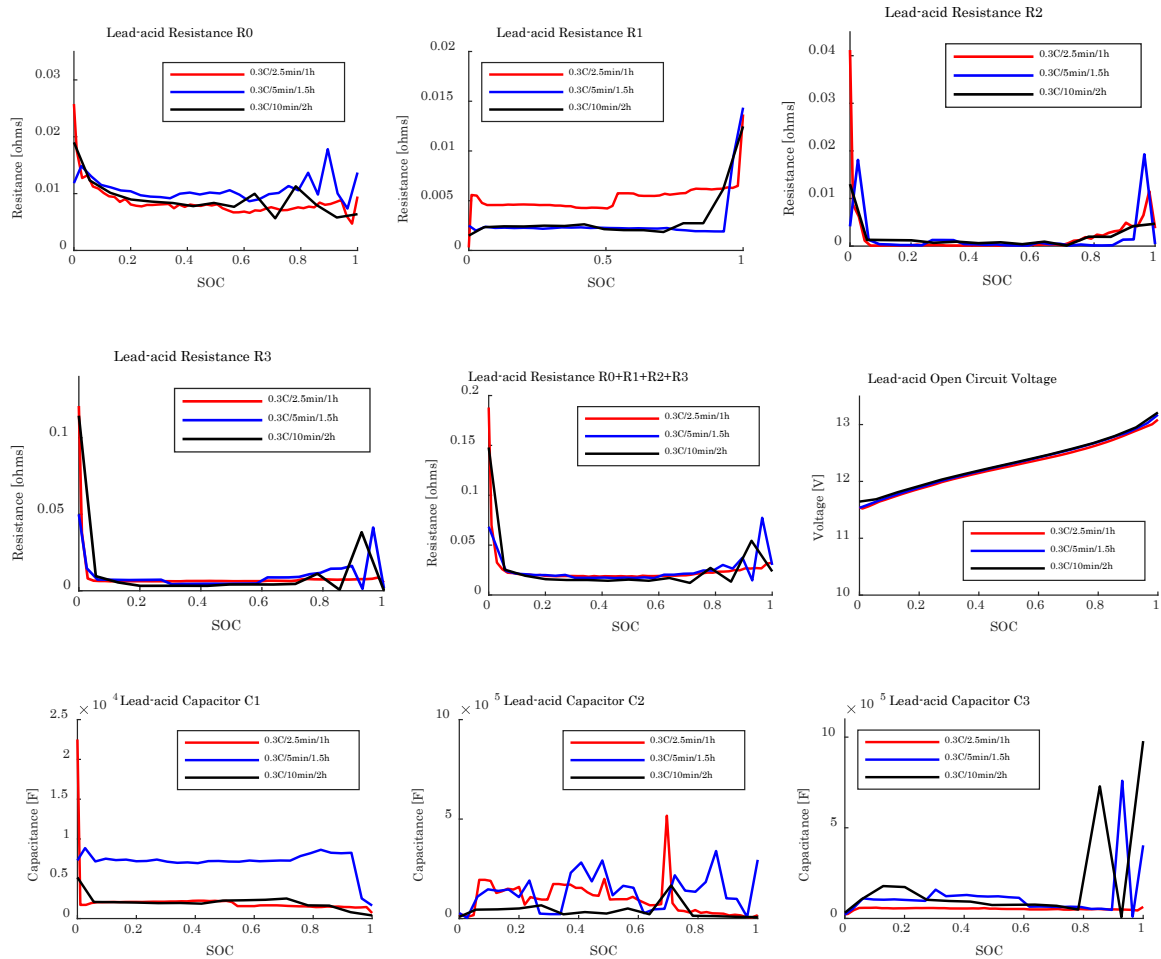 Lead-acid Resistance R0
0.03
0.02
0.01
0
Resitance [ohms]
0.3C/2.5min/1h
0.3C/5min/1.5h
0.3C/10min/2h
0 0.2 0.4 0.6 0.8 1
SOC
Lead-acid Resistance R1
0.02
0.015
0.01
0.005
0
Resistance [ohms]
0.3C/2.5min/1h
0.3C/5min/1.5h
0.3C/10min/2h
0 0.5 1
SOC
Lead-acid Resistance R2
0.04
0.03
0.02
0.01
0
Resistance [ohms]
0.3C/2.5min/1h
0.3C/5min/1.5h
0.3C/10min/2h
0 0.2 0.4 0.6 0.8 1
SOC
Lead-acid Resistance R3
0.1
0.05
0
Resistance [ohms]
0.3C/2.5min/1h
0.3C/5min/1.5h
0.3C/10min/2h
0 0.2 0.4 0.6 0.8 1
SOC
Lead-acid Resistance R0+R1+R2+R3
0.2
0.15
0.1
0.05
0
Resistance [ohms]
0.3C/2.5min/1h
0.3C/5min/1.5h
0.3C/10min/2h
0 0.2 0.4 0.6 0.8 1
SOC
Lead-acid Open Circuit Voltage
13
12
11
10
Voltage [V]
0.3C/2.5min/1h
0.3C/5min/1.5h
0.3C/10min/2h
0 0.2 0.4 0.6 0.8 1
SOC
× 10 4
Lead-acid Capacitor C1
2.5
2
1.5
1
0.5
0
Capacitance [F]
0.3C/2.5min/1h
0.3C/5min/1.5h
0.3C/10min/2h
0 0.2 0.4 0.6 0.8 1
SOC
× 10 5
Lead-acid Capacitor C2
10
5
0
Capacitance [F]
0.3C/2.5min/1h
0.3C/5min/1.5h
0.3C/10min/2h
0 0.2 0.4 0.6 0.8 1
SOC
× 10 5
Lead-acid Capacitor C3
10
5
0
Capacitance [F]
0.3C/2.5min/1h
0.3C/5min/1.5h
0.3C/10min/2h
0 0.2 0.4 0.6 0.8 1
SOC